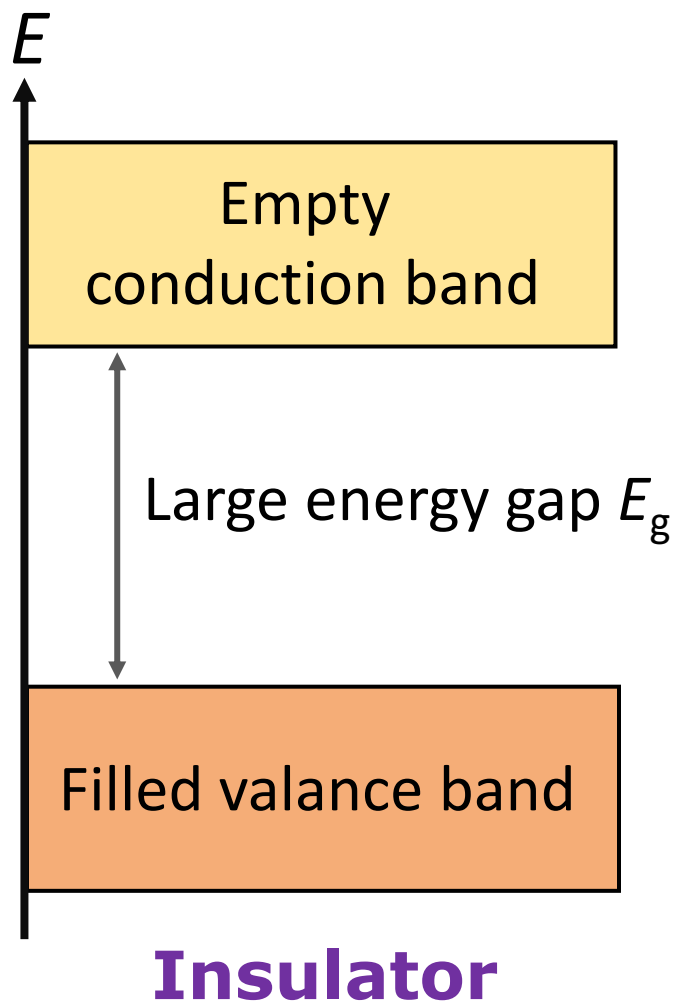 E
Empty
conduction band
Large energy gap Eg
Filled valance band
Insulator